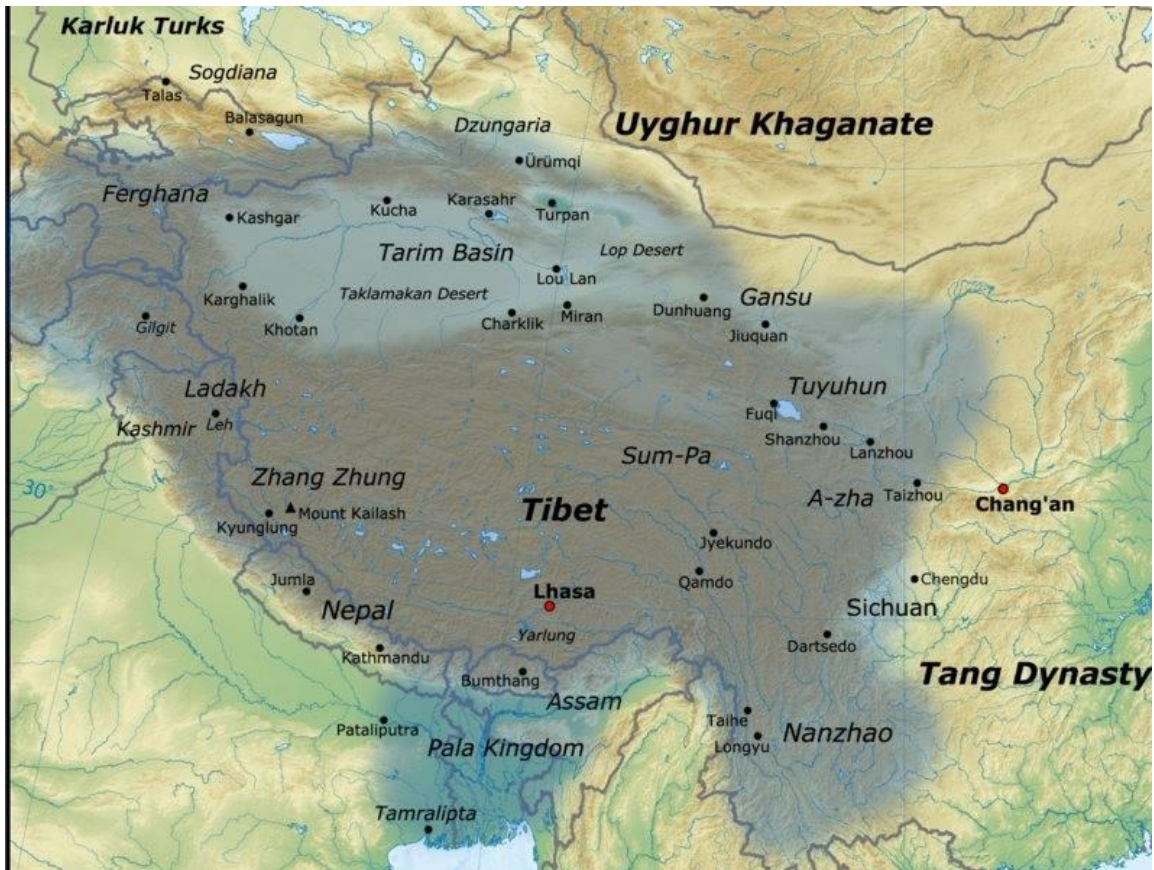 Karluk Turks
Sogdiana
Talas
Balasagun
Dzungaria
Uyghur Khaganate
Ürümqi
Ferghana
Kashgar
Kucha
Karasahr
Turpan
Tarim Basin
Lop Desert
Lou Lan
Karghalik
Taklamakan Desert
Khotan
Charklik
Miran
Dunhuang
Gansu
Jiuquan
Gilgit
Ladakh
Kashmir
Leh
Tuyuhun
Fuqi
Shanzhou
Lanzhou
Sum-Pa
30°
Zhang Zhung
Mount Kailash
Kyunglung
Tibet
A-zha
Taizhou
Chang'an
Jyekundo
Qamdo
Jumla
Nepal
Lhasa
Yarlung
Chengdu
Sichuan
Dartsedo
Kathmandu
Bumthang
Assam
Tang Dynasty
Pataliputra
Pala Kingdom
Taihe
Longyu
Nanzhao
Tamralipta